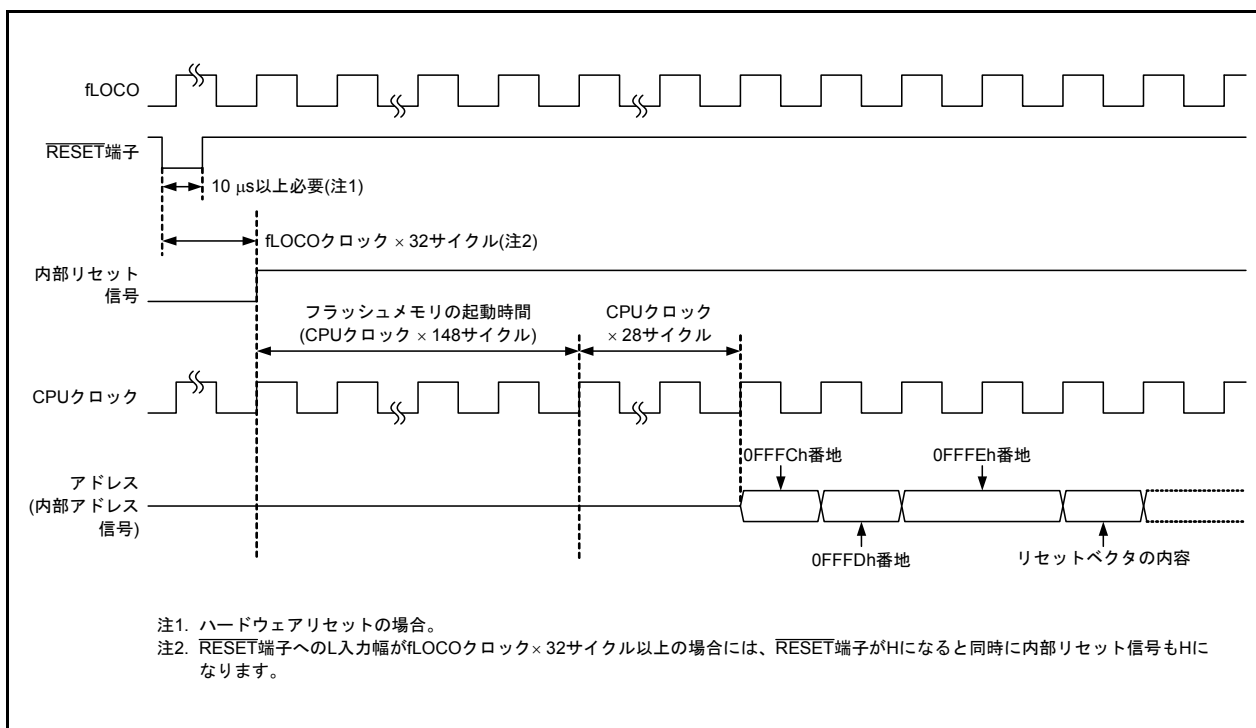 fLOCO
RESET端子
10 μs以上必要(注1)
fLOCOクロック × 32サイクル(注2)
内部リセット
信号
フラッシュメモリの起動時間
(CPUクロック × 148サイクル)
CPUクロック
× 28サイクル
CPUクロック
0FFFCh番地
0FFFEh番地
アドレス
(内部アドレス
信号)
0FFFDh番地
リセットベクタの内容
注1. ハードウェアリセットの場合。
注2. RESET端子へのL入力幅がfLOCOクロック× 32サイクル以上の場合には、RESET端子がHになると同時に内部リセット信号もHに
なります。